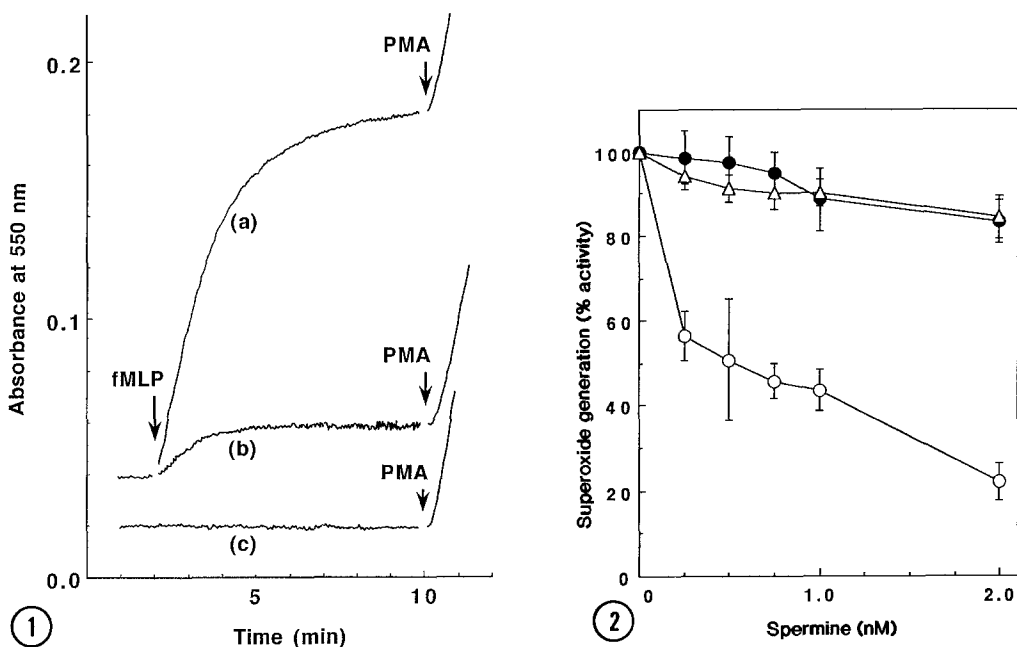 PMA
0.2
(a)
Absorbance at 550 nm
0.1
fMLP
PMA
(b)
PMA
(c)
0.0
5
10
Time (min)
1
100
80
60
40
20
0
Superoxide generation (% activity)
0
1.0
2.0
Spermine (nM)
2